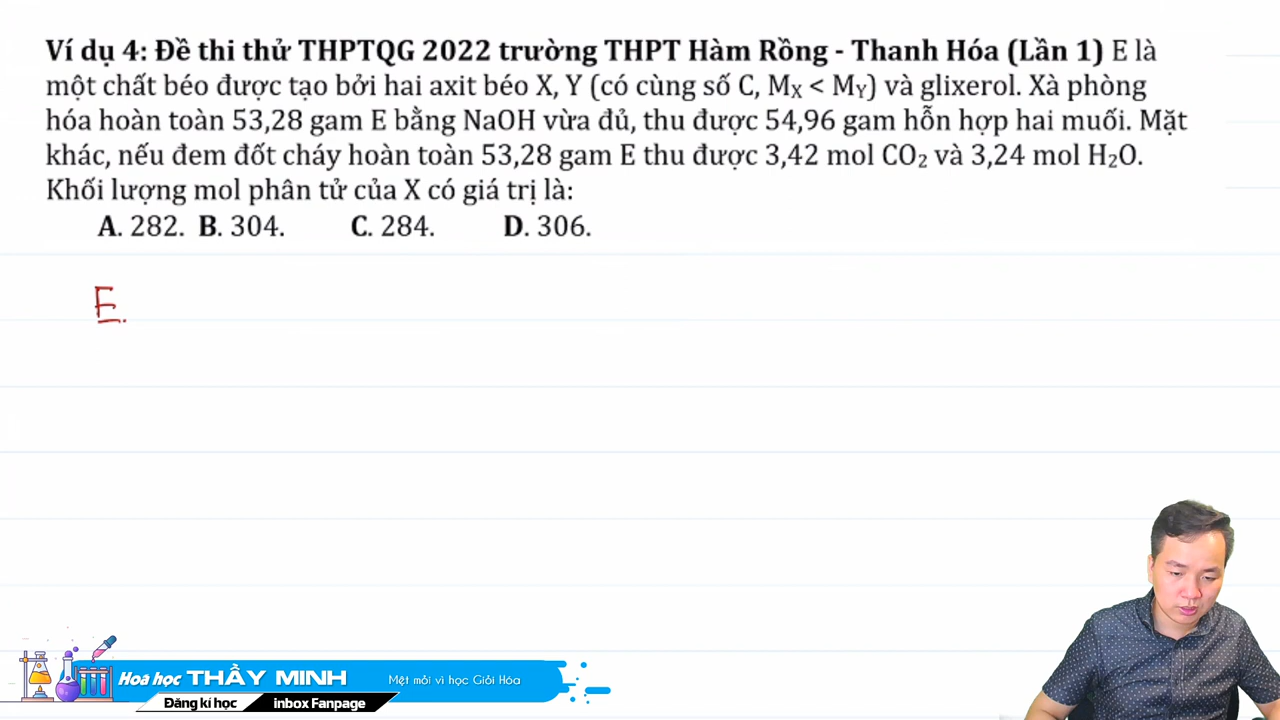 Ví dụ 4: Đề thi thử THPTQG 2022 trường THPT Hàm Rồng - Thanh Hóa (Lần 1) E là
một chất béo được tạo bởi hai axit béo X, Y (có cùng số C, Mₓ < Mᵧ) và glixerol. Xà phòng
hóa hoàn toàn 53,28 gam E bằng NaOH vừa đủ, thu được 54,96 gam hỗn hợp hai muối. Mặt
khác, nếu đem đốt cháy hoàn toàn 53,28 gam E thu được 3,42 mol CO₂ và 3,24 mol H₂O.
Khối lượng mol phân tử của X có giá trị là:
A. 282. B. 304. C. 284. D. 306.
E.
Hoá học THẦY MINH
Mệt mỏi vì học Giỏi Hóa
Đăng kí học inbox Fanpage